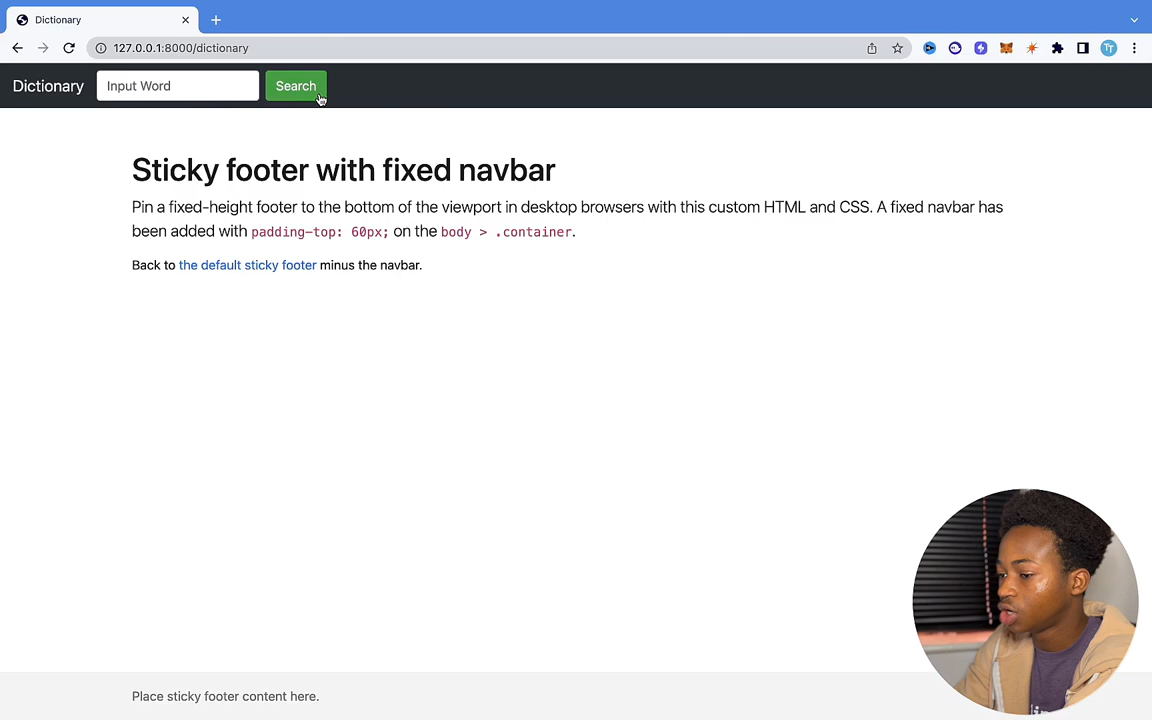 Dictionary
127.0.0.1:8000/dictionary
TT
Dictionary
Input Word
Search
Sticky footer with fixed navbar
Pin a fixed-height footer to the bottom of the viewport in desktop browsers with this custom HTML and CSS. A fixed navbar has
been added with padding-top: 60px; on the body > .container.
Back to the default sticky footer minus the navbar.
Place sticky footer content here.